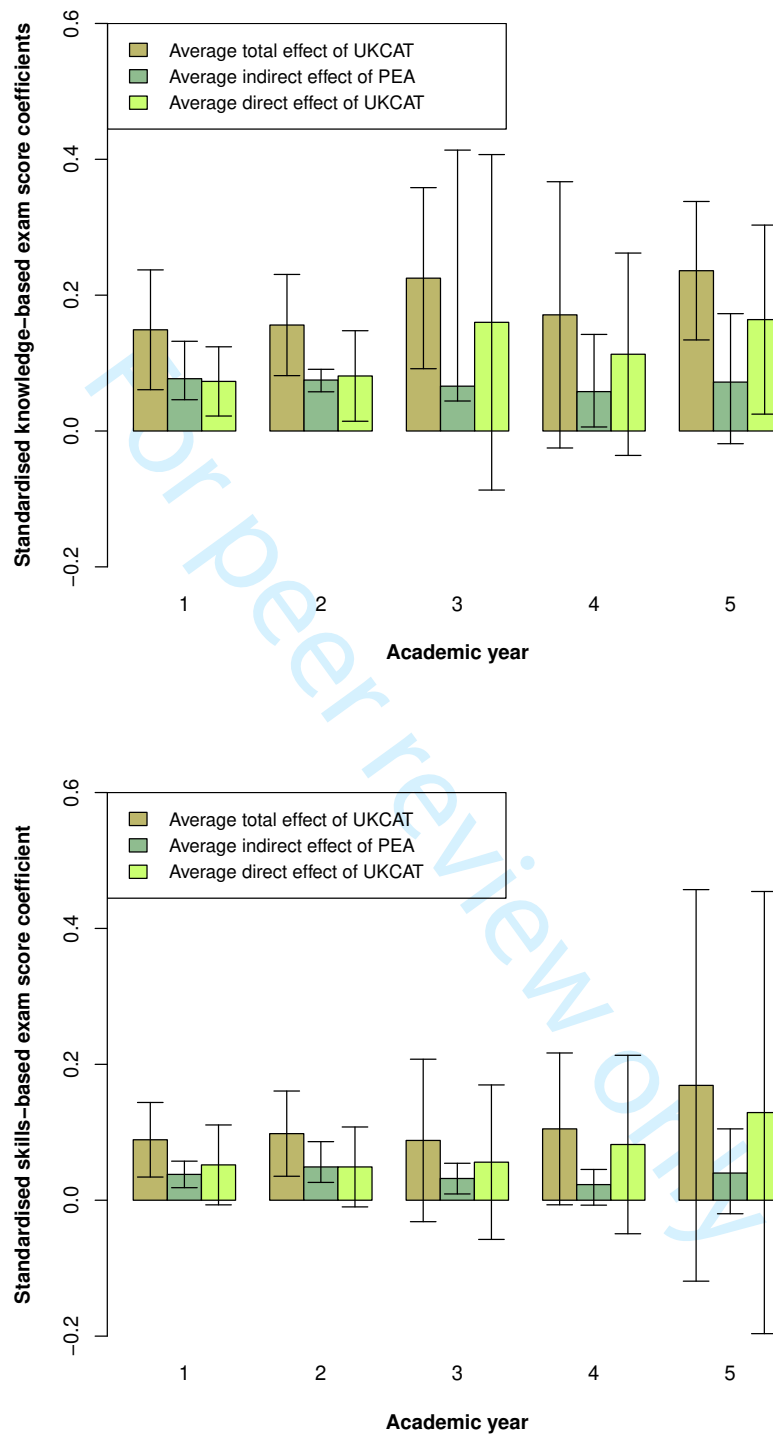 Standardised knowledge−based exam score coefficients
0.6
0.4
0.2
0.0
−0.2
Average total effect of UKCAT
Average indirect effect of PEA
Average direct effect of UKCAT
1 2 3 4 5
Academic year
For peer review only
Standardised skills−based exam score coefficient
0.6
0.4
0.2
0.0
−0.2
Average total effect of UKCAT
Average indirect effect of PEA
Average direct effect of UKCAT
1 2 3 4 5
Academic year